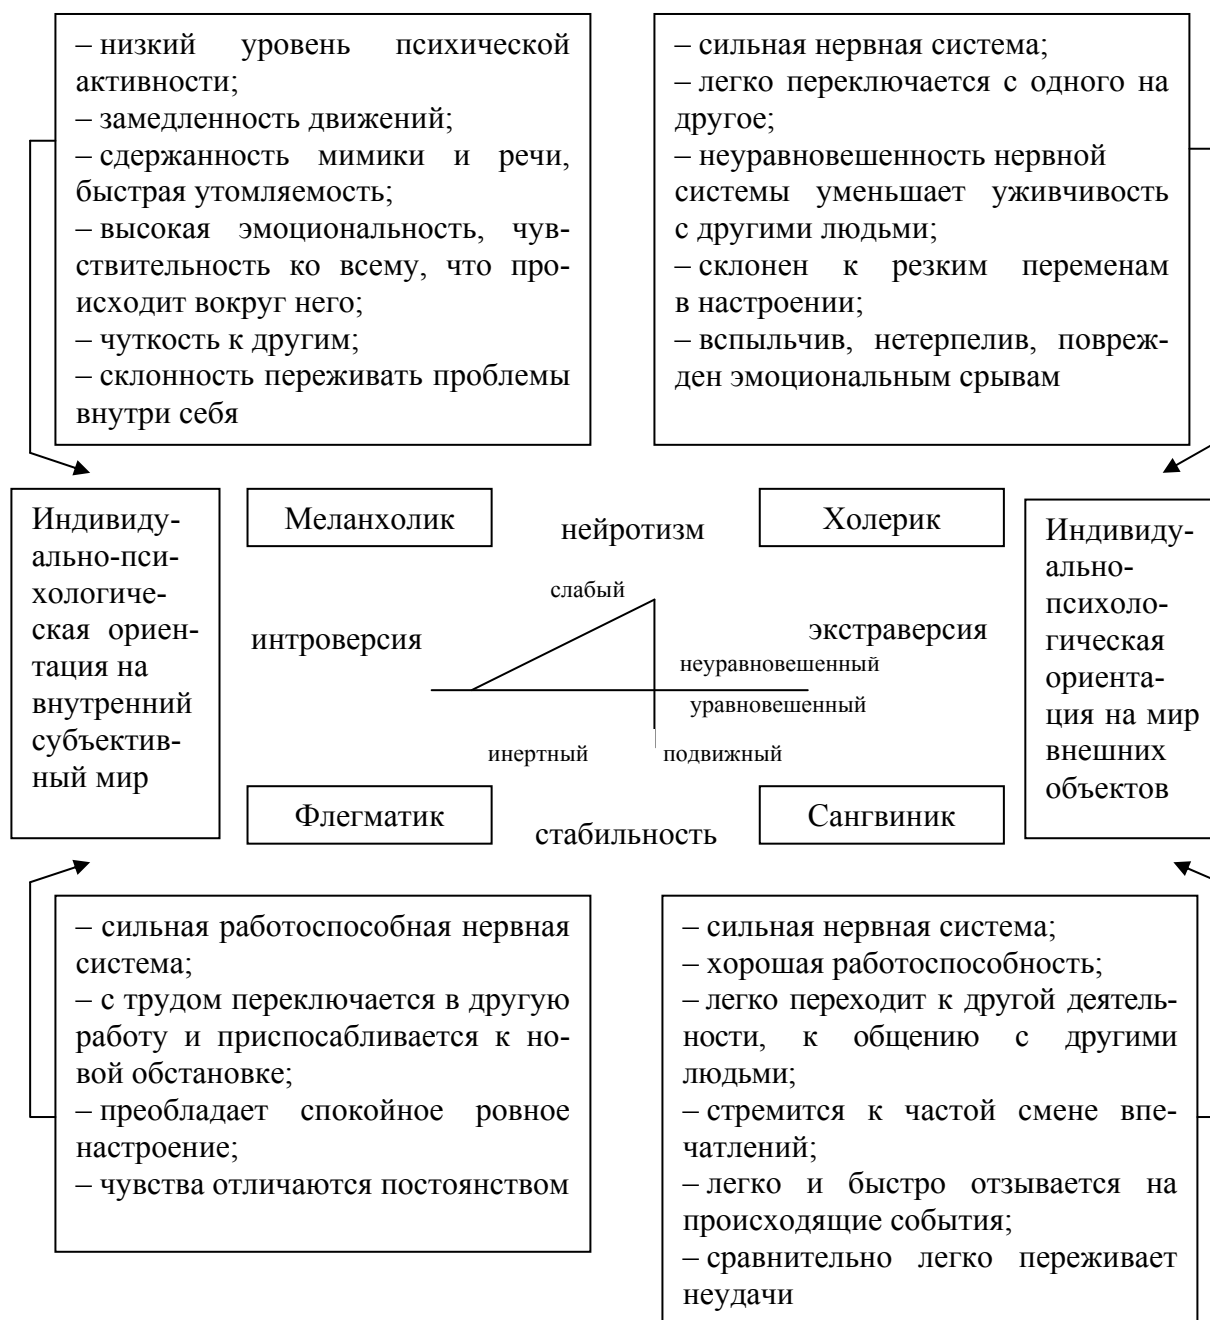 – низкий уровень психической
активности;
– замедленность движений;
– сдержанность мимики и речи,
быстрая утомляемость;
– высокая эмоциональность, чув-
ствительность ко всему, что про-
исходит вокруг него;
– чуткость к другим;
– склонность переживать проблемы
внутри себя
– сильная нервная система;
– легко переключается с одного на
другое;
– неуравновешенность нервной
системы уменьшает уживчивость
с другими людьми;
– склонен к резким переменам
в настроении;
– вспыльчив, нетерпелив, повреж-
ден эмоциональным срывам
Индивиду-
ально-пси-
хологиче-
ская ориен-
тация на
внутренний
субъектив-
ный мир
Меланхолик
нейротизм
Холерик
слабый
интроверсия
экстраверсия
неуравновешенный
уравновешенный
инертный
подвижный
Флегматик
стабильность
Сангвиник
Индивиду-
ально-
психоло-
гическая
ориента-
ция на мир
внешних
объектов
– сильная работоспособная нервная
система;
– с трудом переключается в другую
работу и приспосабливается к но-
вой обстановке;
– преобладает спокойное ровное
настроение;
– чувства отличаются постоянством
– сильная нервная система;
– хорошая работоспособность;
– легко переходит к другой деятель-
ности, к общению с другими
людьми;
– стремится к частой смене впе-
чатлений;
– легко и быстро отзывается на
происходящие события;
– сравнительно легко переживает
неудачи